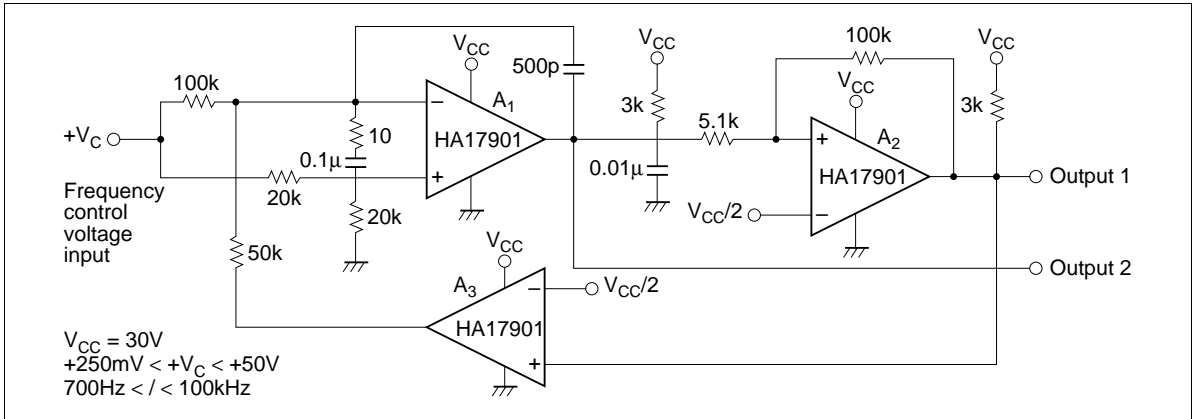 V_CC
100k
V_CC
100k
V_CC
500p
A_1
3k
V_CC
3k
−
10
HA17901
5.1k
+
A_2
+V_C
0.1μ
0.01μ
HA17901
Output 1
20k
+
V_CC/2
−
Frequency
control
voltage
input
20k
50k
V_CC
A_3
−
V_CC/2
Output 2
HA17901
+
V_CC = 30V
+250mV < +V_C < +50V
700Hz < / < 100kHz